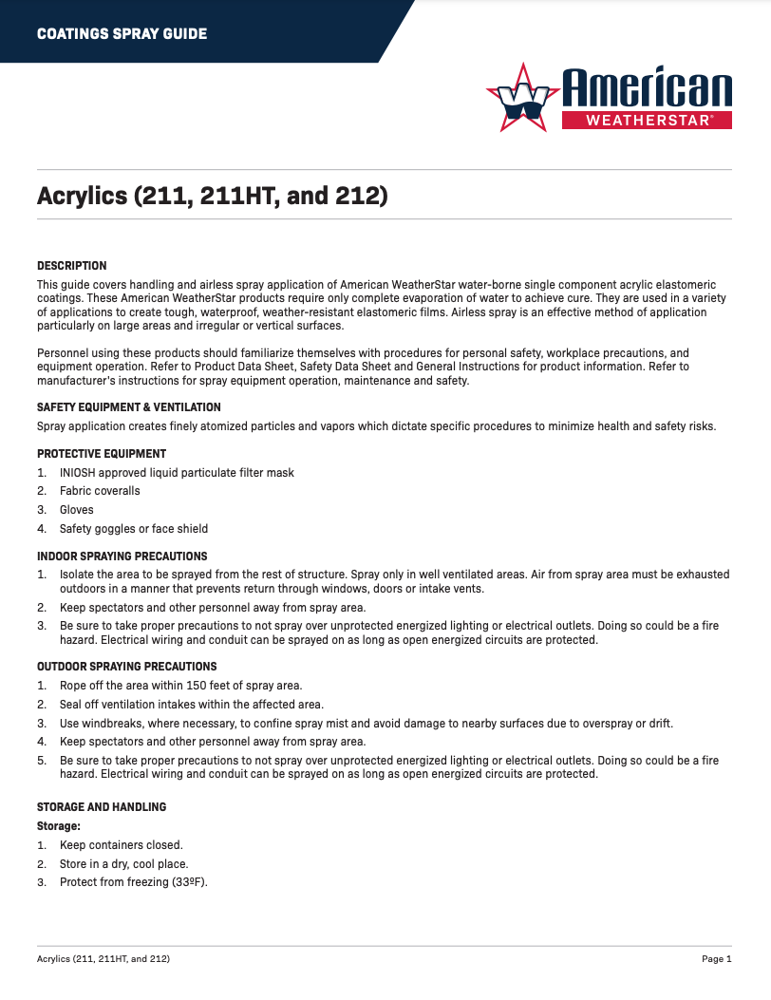 COATINGS SPRAY GUIDE
W
American
WEATHERSTAR®
Acrylics (211, 211HT, and 212)
DESCRIPTION
This guide covers handling and airless spray application of American WeatherStar water-borne single component acrylic elastomeric
coatings. These American WeatherStar products require only complete evaporation of water to achieve cure. They are used in a variety
of applications to create tough, waterproof, weather-resistant elastomeric films. Airless spray is an effective method of application
particularly on large areas and irregular or vertical surfaces.
Personnel using these products should familiarize themselves with procedures for personal safety, workplace precautions, and
equipment operation. Refer to Product Data Sheet, Safety Data Sheet and General Instructions for product information. Refer to
manufacturer's instructions for spray equipment operation, maintenance and safety.
SAFETY EQUIPMENT & VENTILATION
Spray application creates finely atomized particles and vapors which dictate specific procedures to minimize health and safety risks.
PROTECTIVE EQUIPMENT
1. INIOSH approved liquid particulate filter mask
2. Fabric coveralls
3. Gloves
4. Safety goggles or face shield
INDOOR SPRAYING PRECAUTIONS
1. Isolate the area to be sprayed from the rest of structure. Spray only in well ventilated areas. Air from spray area must be exhausted
outdoors in a manner that prevents return through windows, doors or intake vents.
2. Keep spectators and other personnel away from spray area.
3. Be sure to take proper precautions to not spray over unprotected energized lighting or electrical outlets. Doing so could be a fire
hazard. Electrical wiring and conduit can be sprayed on as long as open energized circuits are protected.
OUTDOOR SPRAYING PRECAUTIONS
1. Rope off the area within 150 feet of spray area.
2. Seal off ventilation intakes within the affected area.
3. Use windbreaks, where necessary, to confine spray mist and avoid damage to nearby surfaces due to overspray or drift.
4. Keep spectators and other personnel away from spray area.
5. Be sure to take proper precautions to not spray over unprotected energized lighting or electrical outlets. Doing so could be a fire
hazard. Electrical wiring and conduit can be sprayed on as long as open energized circuits are protected.
STORAGE AND HANDLING
Storage:
1. Keep containers closed.
2. Store in a dry, cool place.
3. Protect from freezing (33ºF).
Acrylics (211, 211HT, and 212)
Page 1